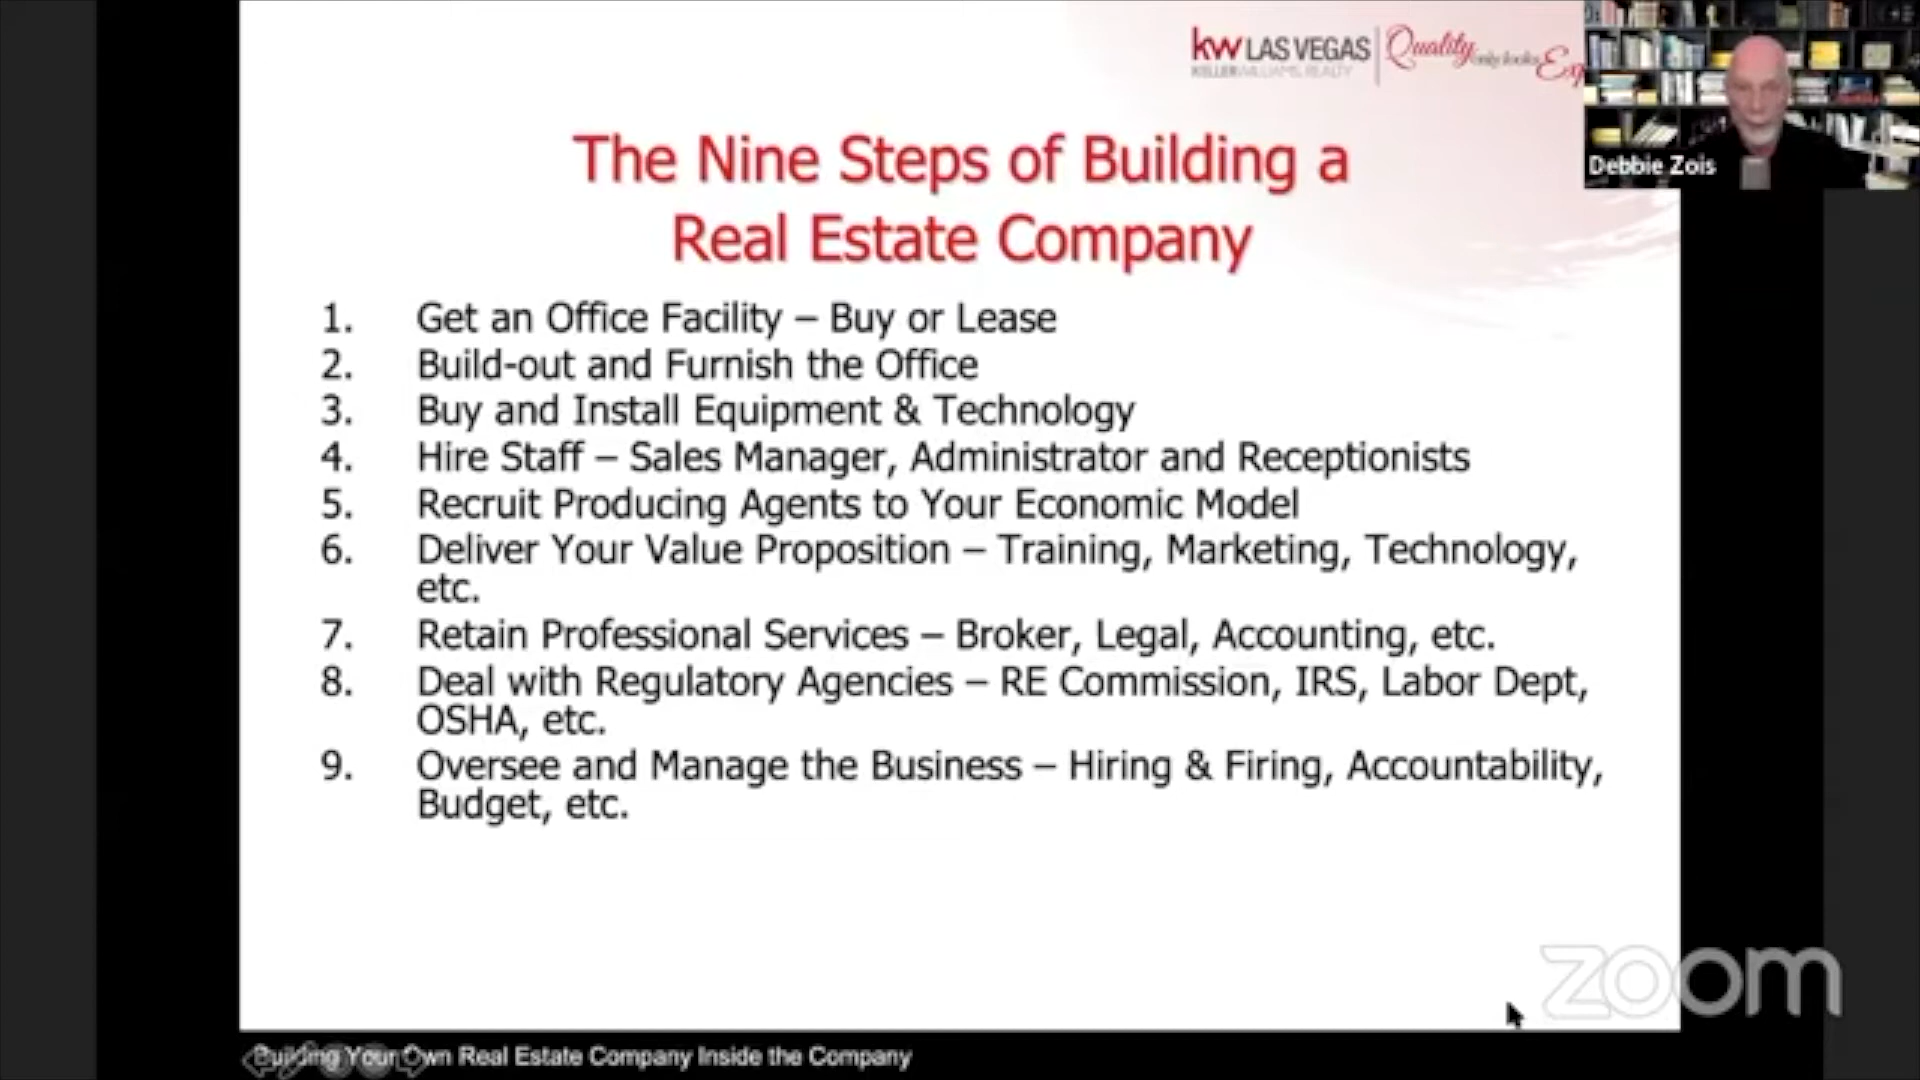 kw LAS VEGAS
KELLERWILLIAMS. REALTY
Quality only looks
Debbie Zois
The Nine Steps of Building a
Real Estate Company
1. Get an Office Facility – Buy or Lease
2. Build-out and Furnish the Office
3. Buy and Install Equipment & Technology
4. Hire Staff – Sales Manager, Administrator and Receptionists
5. Recruit Producing Agents to Your Economic Model
6. Deliver Your Value Proposition – Training, Marketing, Technology,
etc.
7. Retain Professional Services – Broker, Legal, Accounting, etc.
8. Deal with Regulatory Agencies – RE Commission, IRS, Labor Dept,
OSHA, etc.
9. Oversee and Manage the Business – Hiring & Firing, Accountability,
Budget, etc.
zoom
Building Your Own Real Estate Company Inside the Company